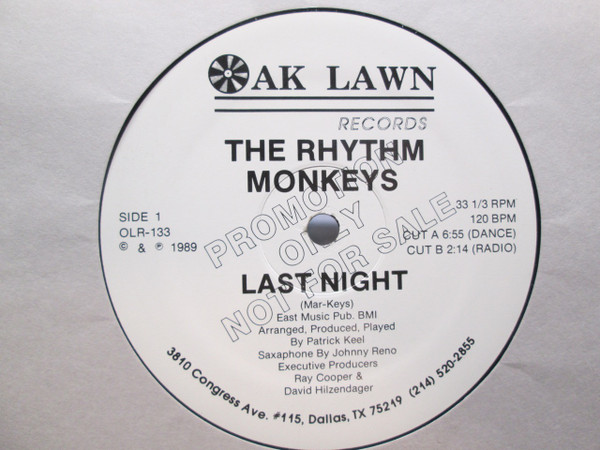 OAK LAWN
RECORDS
THE RHYTHM
MONKEYS
SIDE 1
OLR-133
© & ℗ 1989
33 1/3 RPM
120 BPM
CUT A 6:55 (DANCE)
CUT B 2:14 (RADIO)
PROMOTION
ONLY
NOT FOR SALE
LAST NIGHT
(Mar-Keys)
East Music Pub. BMI
Arranged, Produced, Played
By Patrick Keel
Saxaphone By Johnny Reno
Executive Producers
Ray Cooper &
David Hilzendager
3810 Congress Ave. #115, Dallas, TX 75219 (214) 520-2855